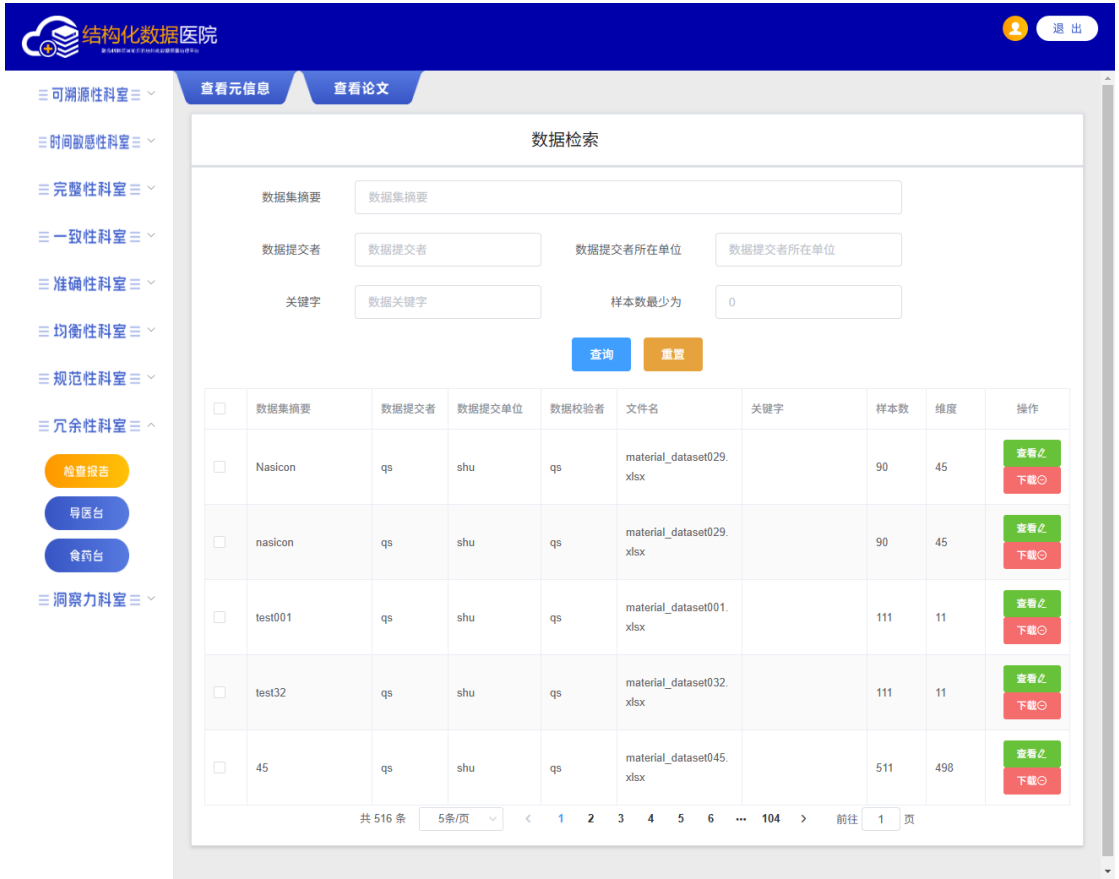 结构化数据医院
退 出
可溯源性科室
时间敏感性科室
完整性科室
一致性科室
准确性科室
均衡性科室
规范性科室
冗余性科室
检查报告
导医台
食药台
洞察力科室
查看元信息 查看论文
数据检索
数据集摘要 数据集摘要
数据提交者 数据提交者 数据提交者所在单位 数据提交者所在单位
关键字 数据关键字 样本数最少为 0
查询 重置
数据集摘要 数据提交者 数据提交单位 数据校验者 文件名 关键字 样本数 维度 操作
Nasicon qs shu qs material_dataset029.xlsx 90 45 查看 下载
nasicon qs shu qs material_dataset029.xlsx 90 45 查看 下载
test001 qs shu qs material_dataset001.xlsx 111 11 查看 下载
test32 qs shu qs material_dataset032.xlsx 111 11 查看 下载
45 qs shu qs material_dataset045.xlsx 511 498 查看 下载
共 516 条 5条/页 < 1 2 3 4 5 6 ••• 104 > 前往 1 页